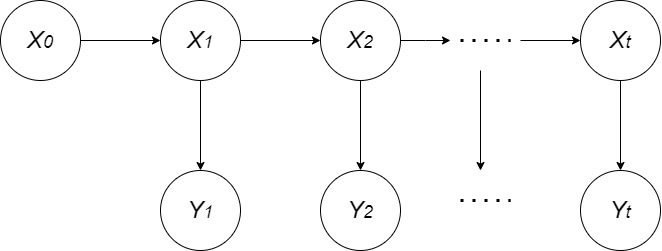 X0 X1 X2 ..... Xt
Y1 Y2 ..... Yt